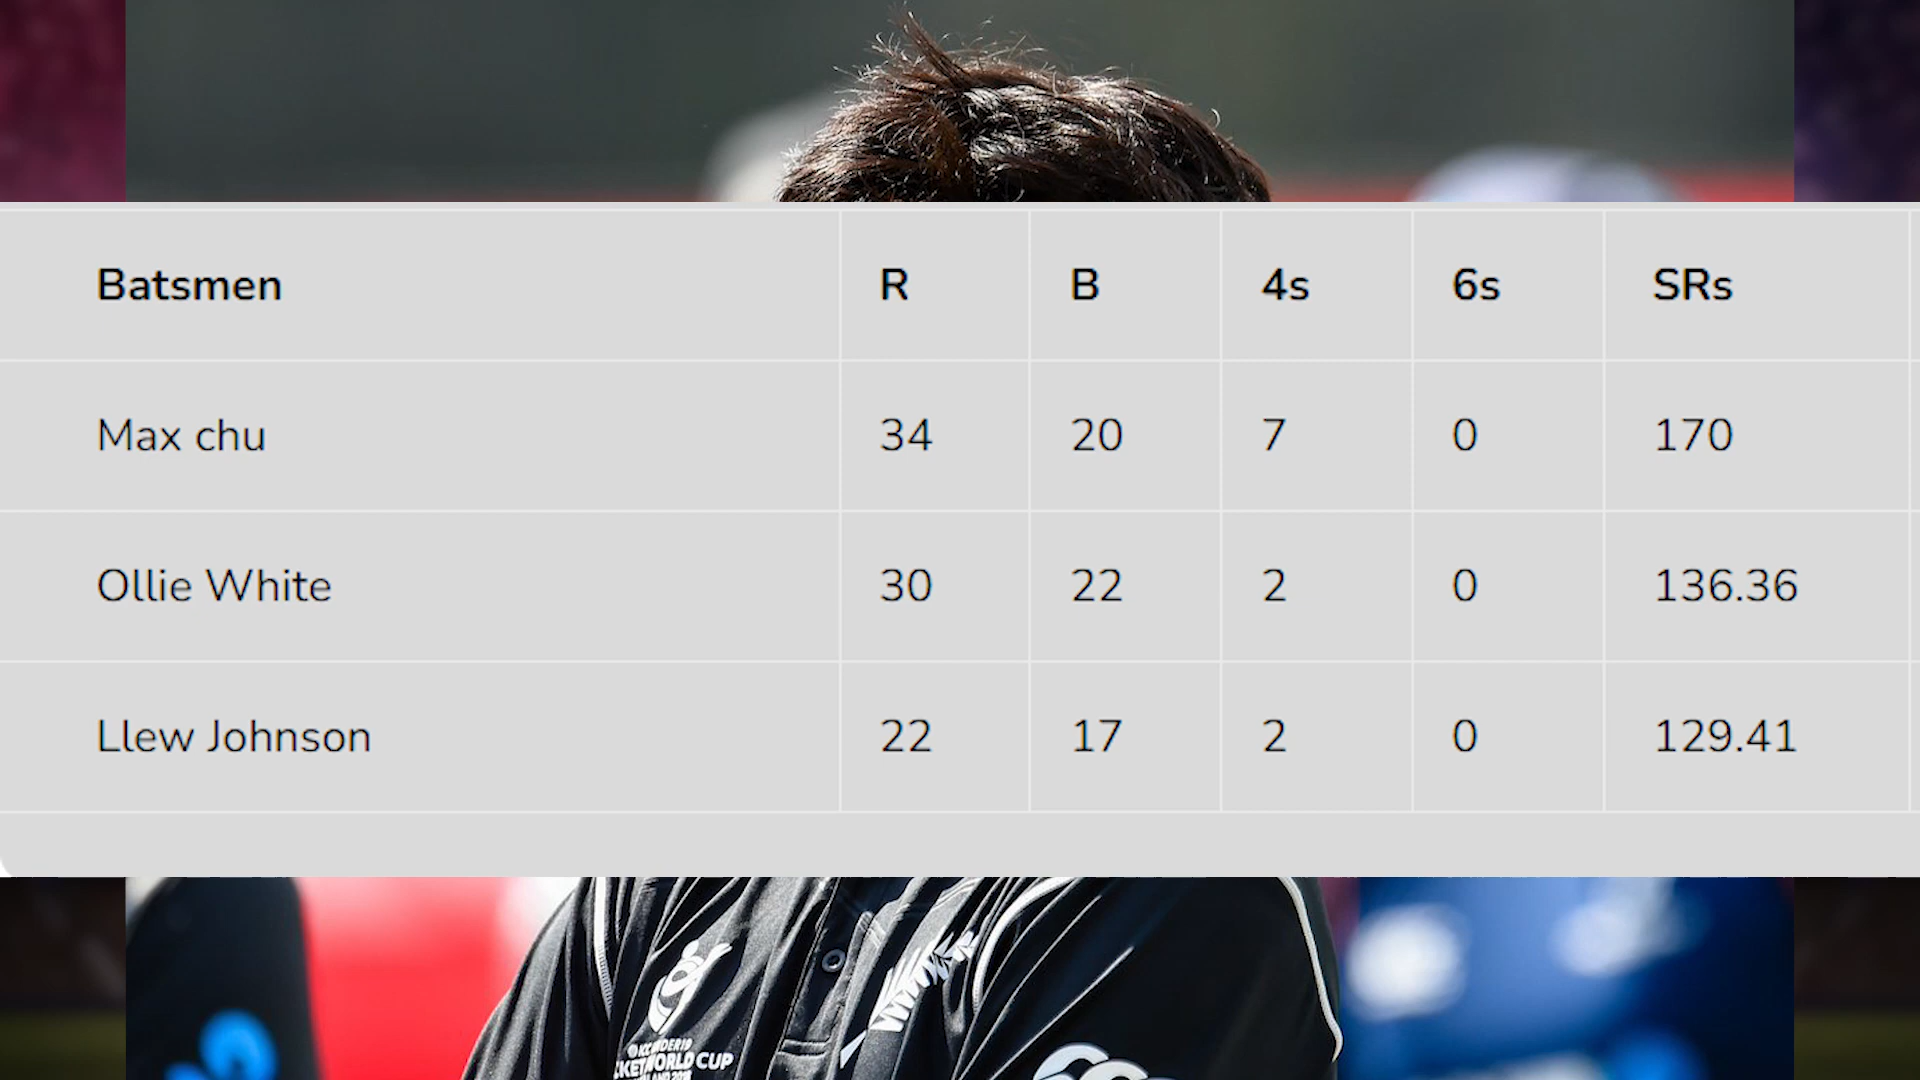 Batsmen R B 4s 6s SRs
Max chu 34 20 7 0 170
Ollie White 30 22 2 0 136.36
Llew Johnson 22 17 2 0 129.41
WORLD CUP